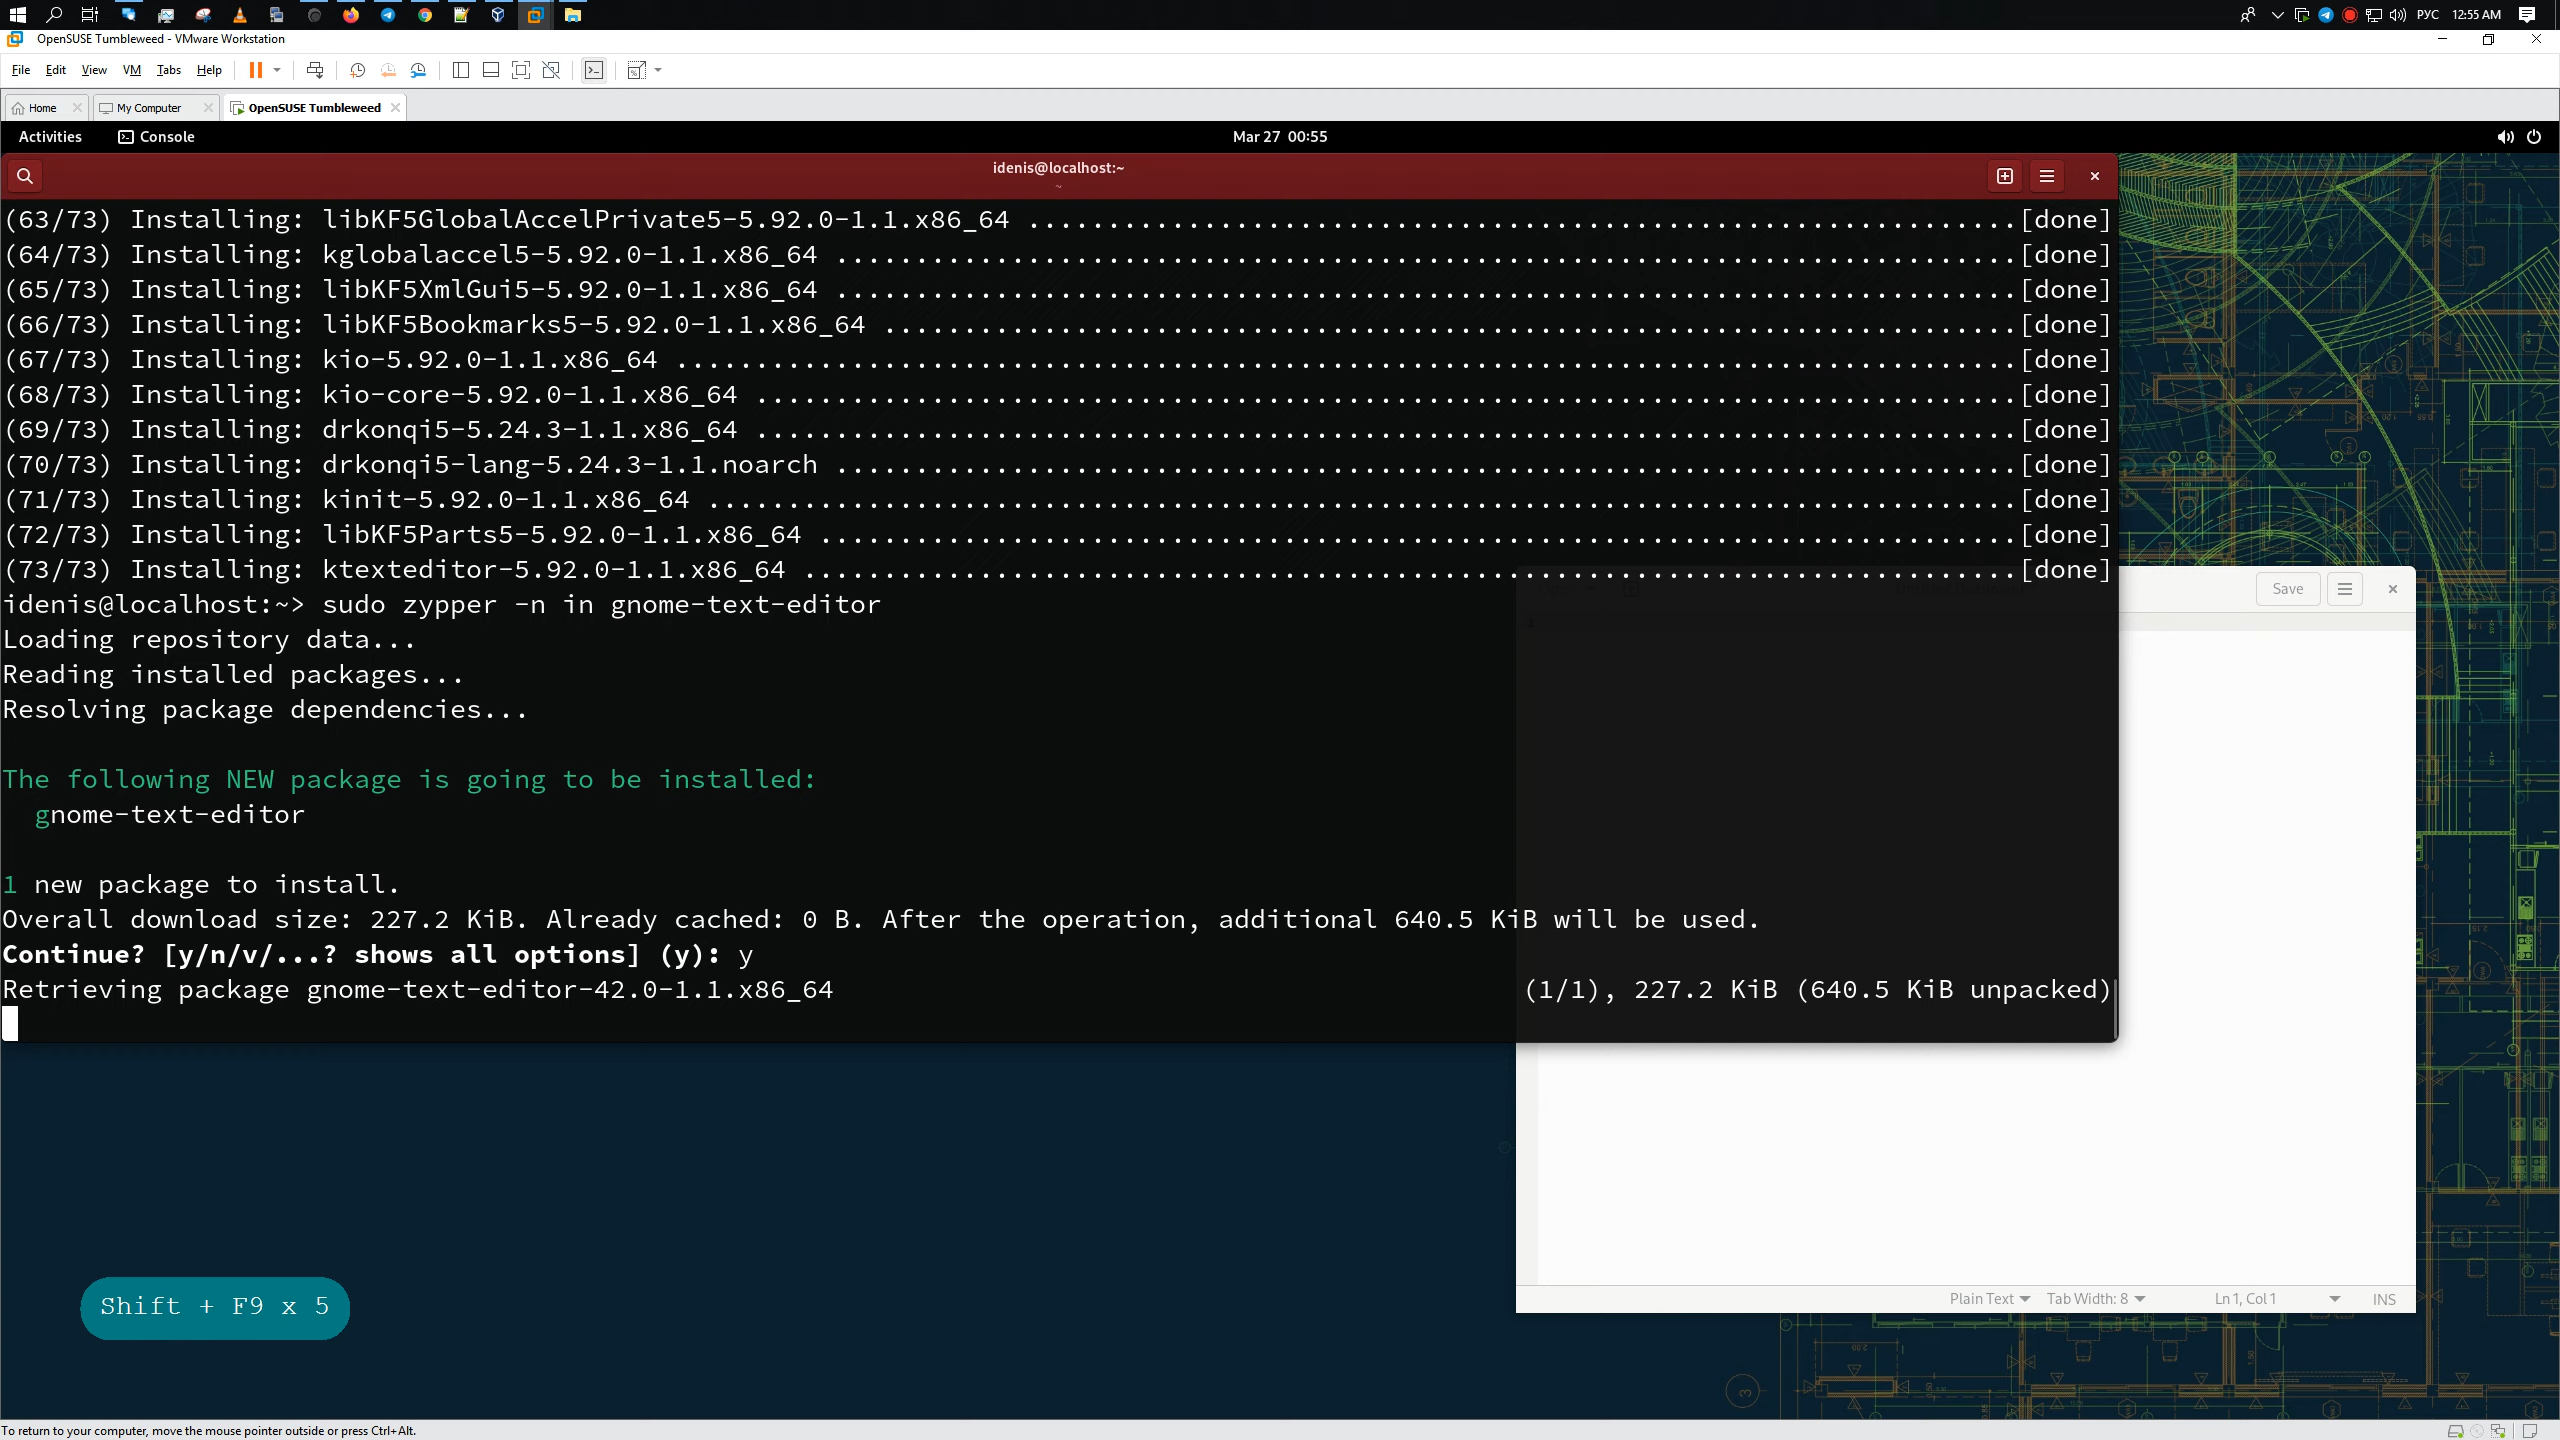 РУС
12:55 AM
OpenSUSE Tumbleweed - VMware Workstation
File Edit View VM Tabs Help
Home
My Computer
OpenSUSE Tumbleweed
Activities
Console
Mar 27 00:55
idenis@localhost:~
~
(63/73) Installing: libKF5GlobalAccelPrivate5-5.92.0-1.1.x86_64 ..............................................................[done]
(64/73) Installing: kglobalaccel5-5.92.0-1.1.x86_64 ..........................................................................[done]
(65/73) Installing: libKF5XmlGui5-5.92.0-1.1.x86_64 ..........................................................................[done]
(66/73) Installing: libKF5Bookmarks5-5.92.0-1.1.x86_64 .......................................................................[done]
(67/73) Installing: kio-5.92.0-1.1.x86_64 ....................................................................................[done]
(68/73) Installing: kio-core-5.92.0-1.1.x86_64 ...............................................................................[done]
(69/73) Installing: drkonqi5-5.24.3-1.1.x86_64 ...............................................................................[done]
(70/73) Installing: drkonqi5-lang-5.24.3-1.1.noarch ..........................................................................[done]
(71/73) Installing: kinit-5.92.0-1.1.x86_64 ..................................................................................[done]
(72/73) Installing: libKF5Parts5-5.92.0-1.1.x86_64 ...........................................................................[done]
(73/73) Installing: ktexteditor-5.92.0-1.1.x86_64 ............................................................................[done]
idenis@localhost:~> sudo zypper -n in gnome-text-editor
Loading repository data...
Reading installed packages...
Resolving package dependencies...
The following NEW package is going to be installed:
gnome-text-editor
1 new package to install.
Overall download size: 227.2 KiB. Already cached: 0 B. After the operation, additional 640.5 KiB will be used.
Continue? [y/n/v/...? shows all options] (y): y
Retrieving package gnome-text-editor-42.0-1.1.x86_64 (1/1), 227.2 KiB (640.5 KiB unpacked)
Save
Plain Text
Tab Width: 8
Ln 1, Col 1
INS
Shift + F9 x 5
3
To return to your computer, move the mouse pointer outside or press Ctrl+Alt.